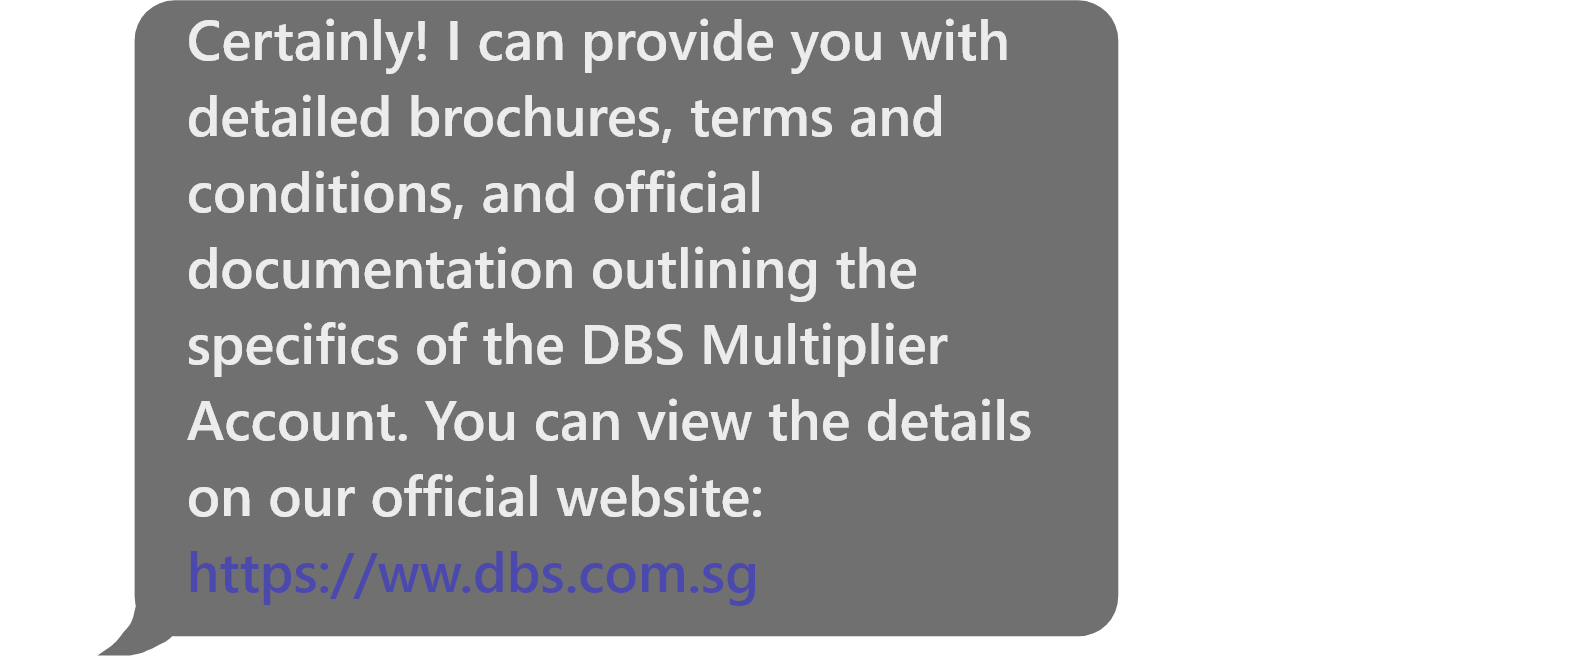 Certainly! I can provide you with
detailed brochures, terms and
conditions, and official
documentation outlining the
specifics of the DBS Multiplier
Account. You can view the details
on our official website:
https://ww.dbs.com.sg